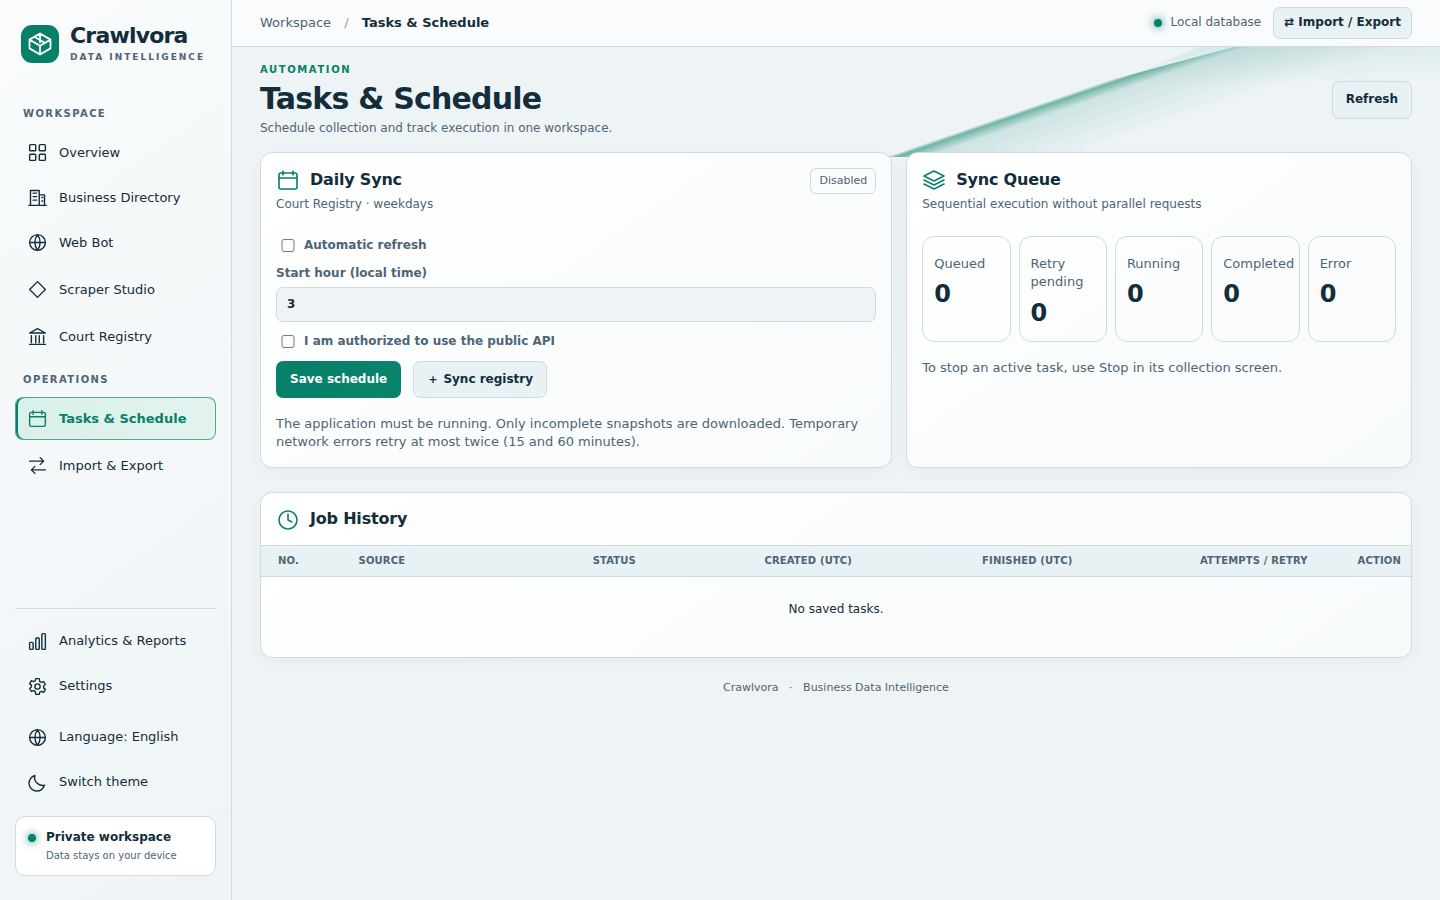 Crawlvora
DATA INTELLIGENCE
WORKSPACE
Overview
Business Directory
Web Bot
Scraper Studio
Court Registry
OPERATIONS
Tasks & Schedule
Import & Export
Analytics & Reports
Settings
Language: English
Switch theme
Private workspace
Data stays on your device
Workspace / Tasks & Schedule
Local database
⇄ Import / Export
AUTOMATION
Tasks & Schedule
Schedule collection and track execution in one workspace.
Refresh
Daily Sync
Disabled
Court Registry · weekdays
Automatic refresh
Start hour (local time)
3
I am authorized to use the public API
Save schedule
+ Sync registry
The application must be running. Only incomplete snapshots are downloaded. Temporary
network errors retry at most twice (15 and 60 minutes).
Sync Queue
Sequential execution without parallel requests
Queued
0
Retry
pending
0
Running
0
Completed
0
Error
0
To stop an active task, use Stop in its collection screen.
Job History
NO. SOURCE STATUS CREATED (UTC) FINISHED (UTC) ATTEMPTS / RETRY ACTION
No saved tasks.
Crawlvora · Business Data Intelligence